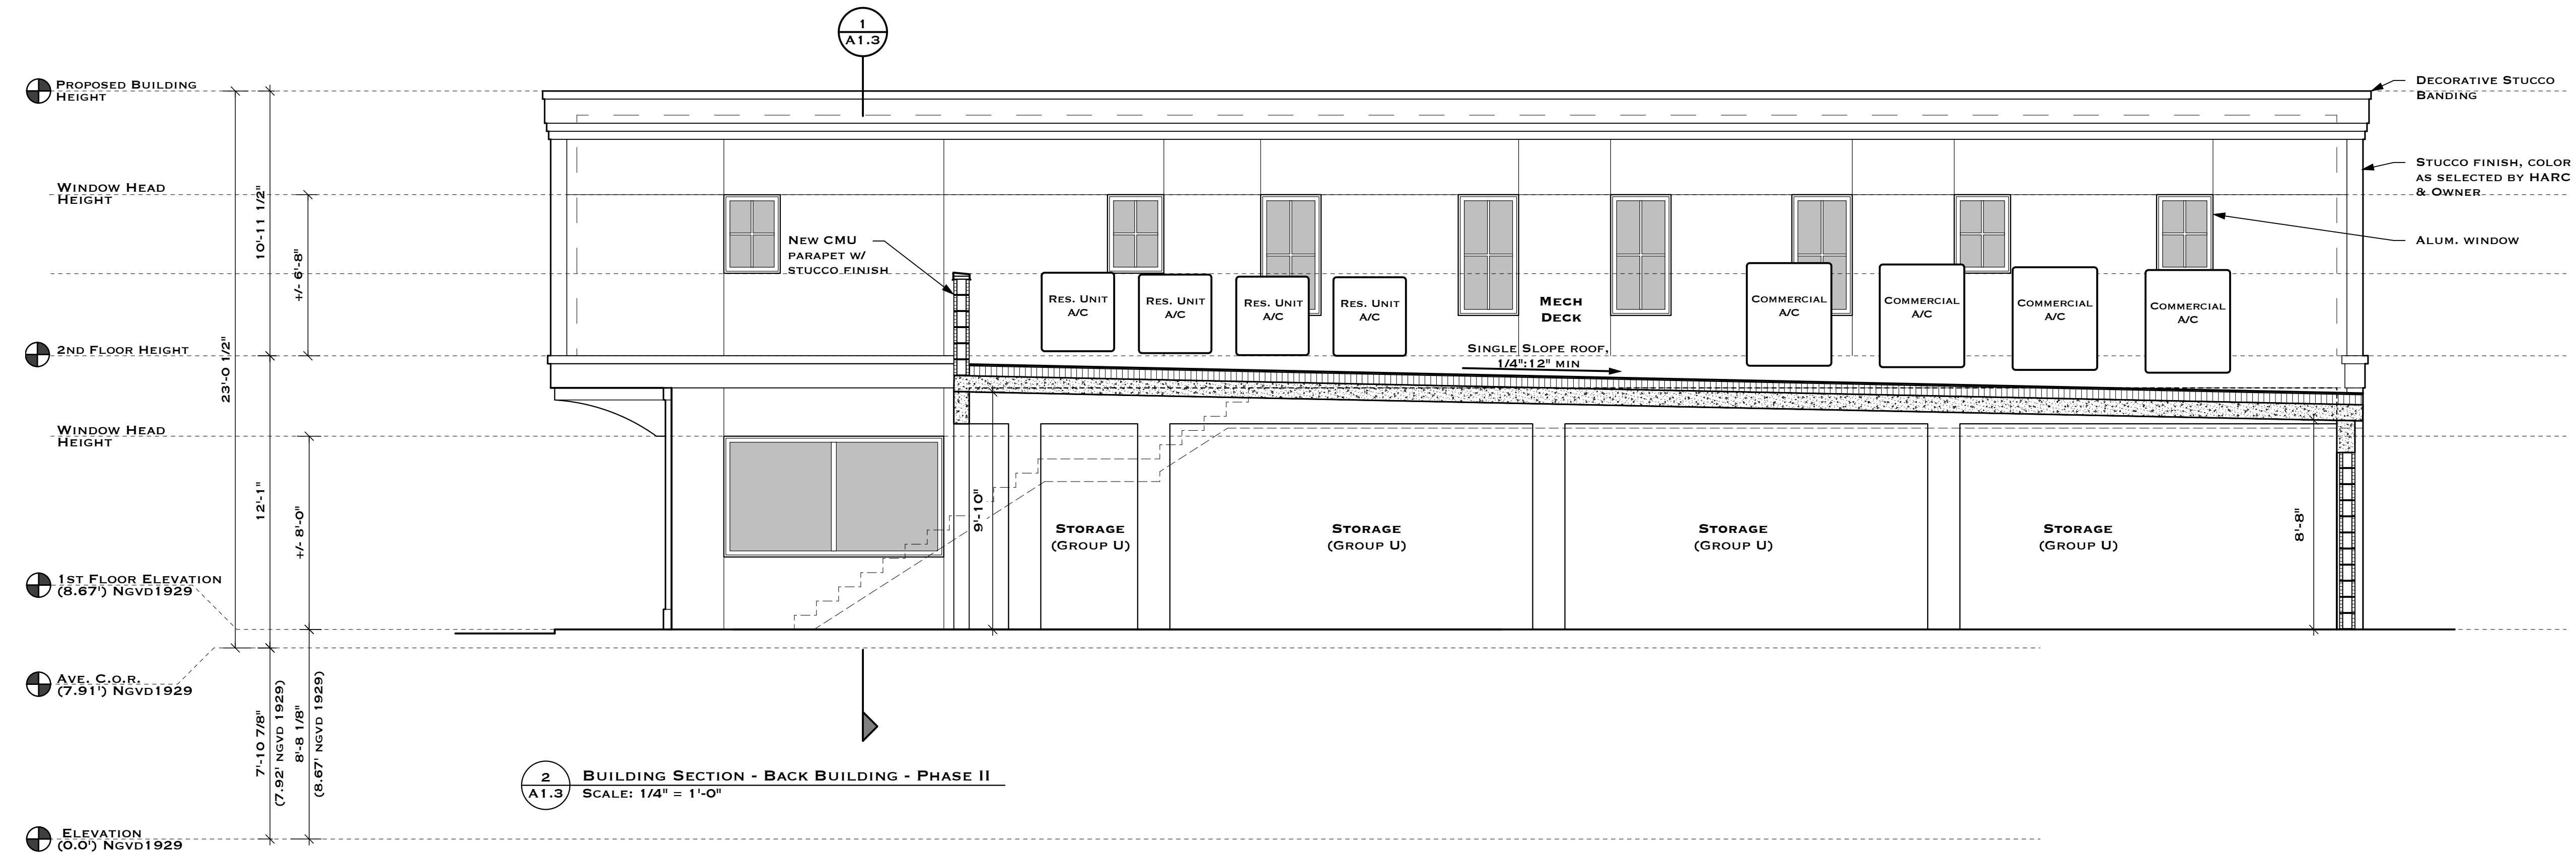 1
A1.3
Proposed Building
Height
Decorative Stucco
Banding
Window Head
Height
Stucco finish, color
as selected by HARC
& Owner
10'-11 1/2"
+/- 6'-8"
New CMU
parapet w/
stucco finish
Alum. window
Res. Unit
A/C
Res. Unit
A/C
Res. Unit
A/C
Res. Unit
A/C
Mech
Deck
Commercial
A/C
Commercial
A/C
Commercial
A/C
Commercial
A/C
2nd Floor Height
23'-0 1/2"
Single Slope roof,
1/4":12" min
Window Head
Height
12'-1"
+/- 8'-0"
9'-10"
Storage
(Group U)
Storage
(Group U)
Storage
(Group U)
Storage
(Group U)
8'-8"
1st Floor Elevation
(8.67') Ngvd1929
Ave. C.o.r.
(7.91') Ngvd1929
7'-10 7/8"
(7.92' ngvd 1929)
8'-8 1/8"
(8.67' ngvd 1929)
2
A1.3
Building Section - Back Building - Phase II
Scale: 1/4" = 1'-0"
Elevation
(0.0') Ngvd1929